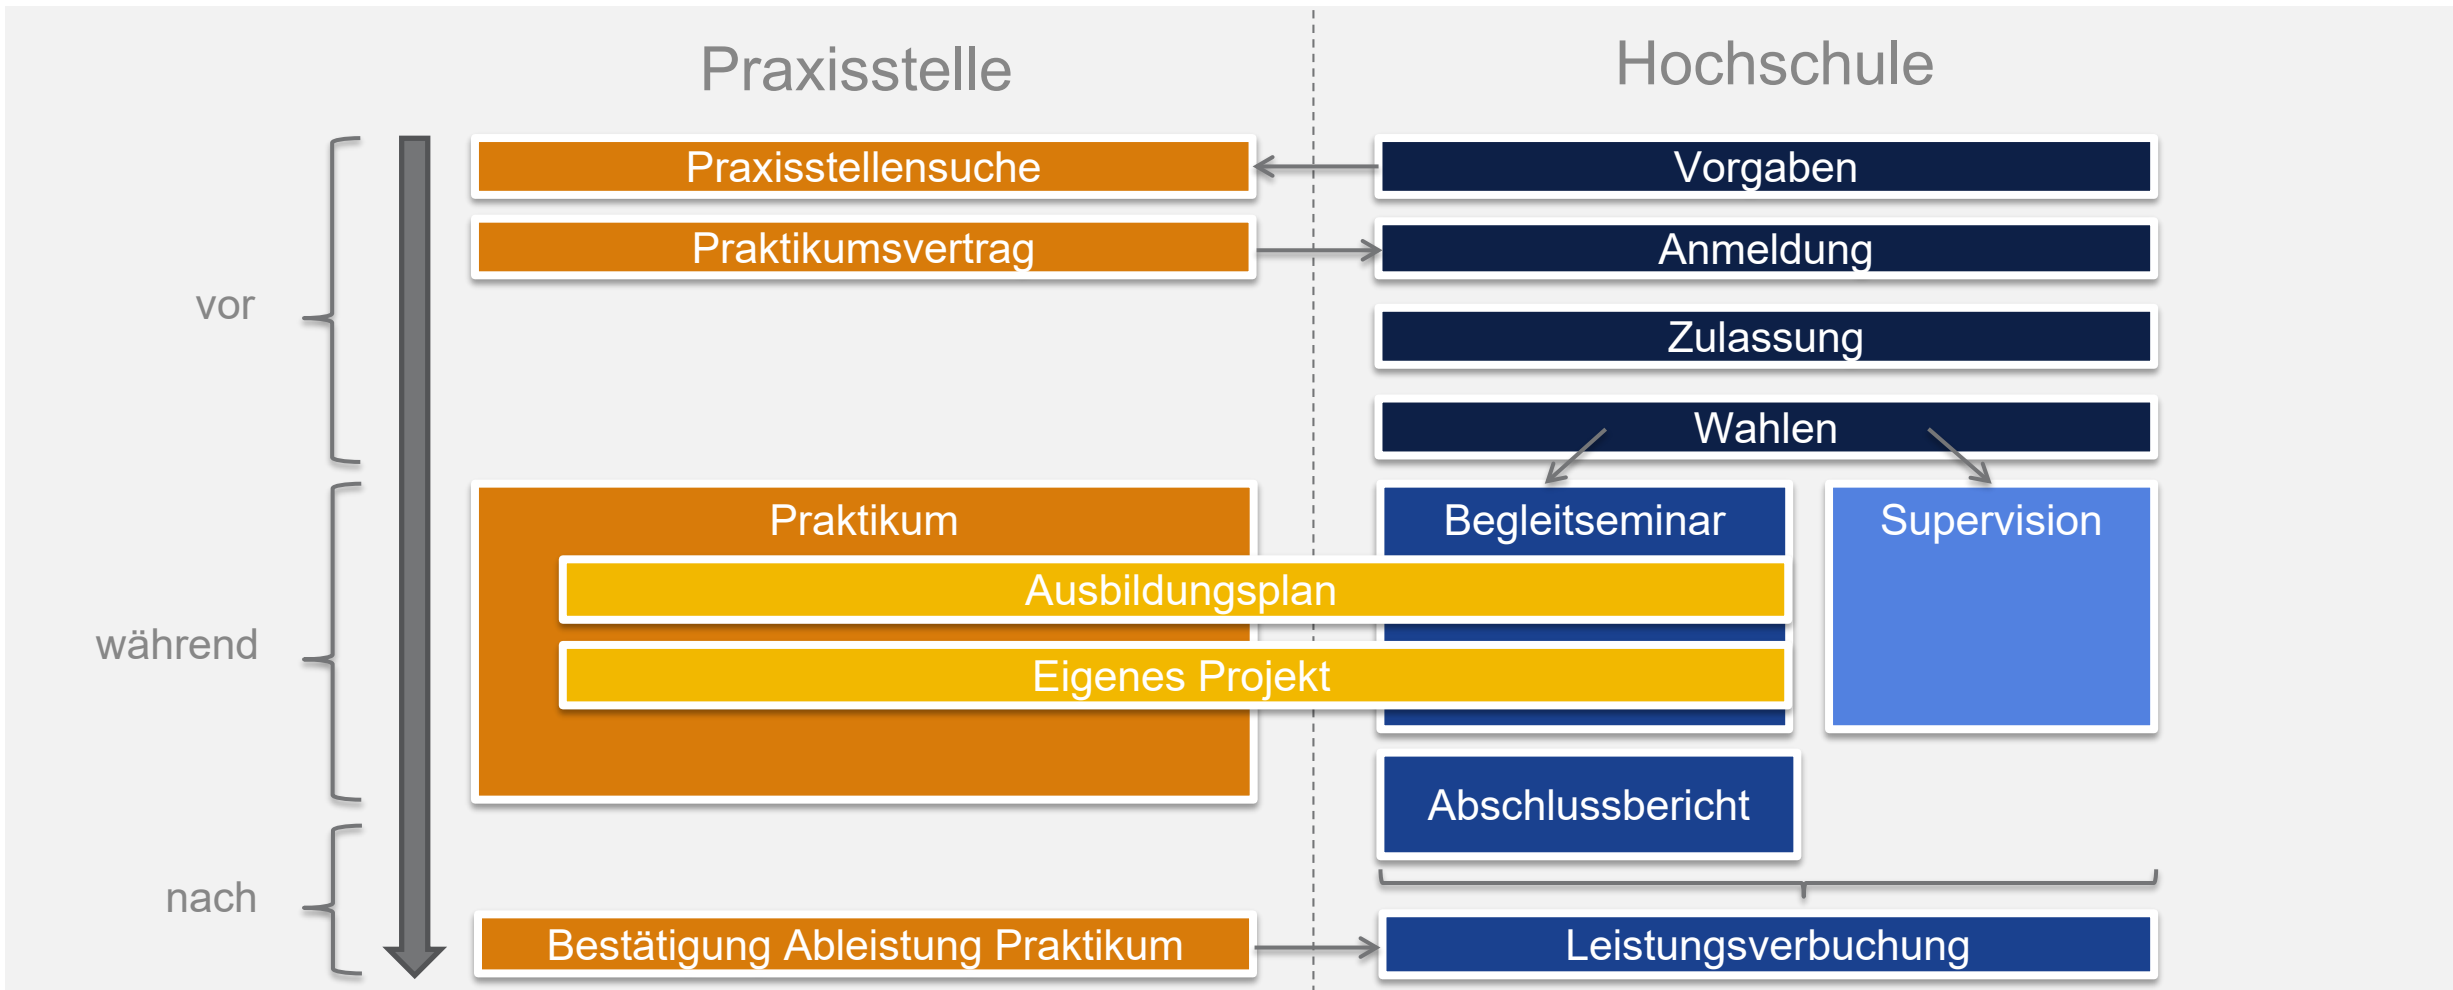 Praxisstelle
Hochschule
Praxisstellensuche
Vorgaben
Praktikumsvertrag
Anmeldung
vor
Zulassung
Wahlen
Praktikum
Begleitseminar
Supervision
Ausbildungsplan
während
Eigenes Projekt
Abschlussbericht
nach
Bestätigung Ableistung Praktikum
Leistungsverbuchung